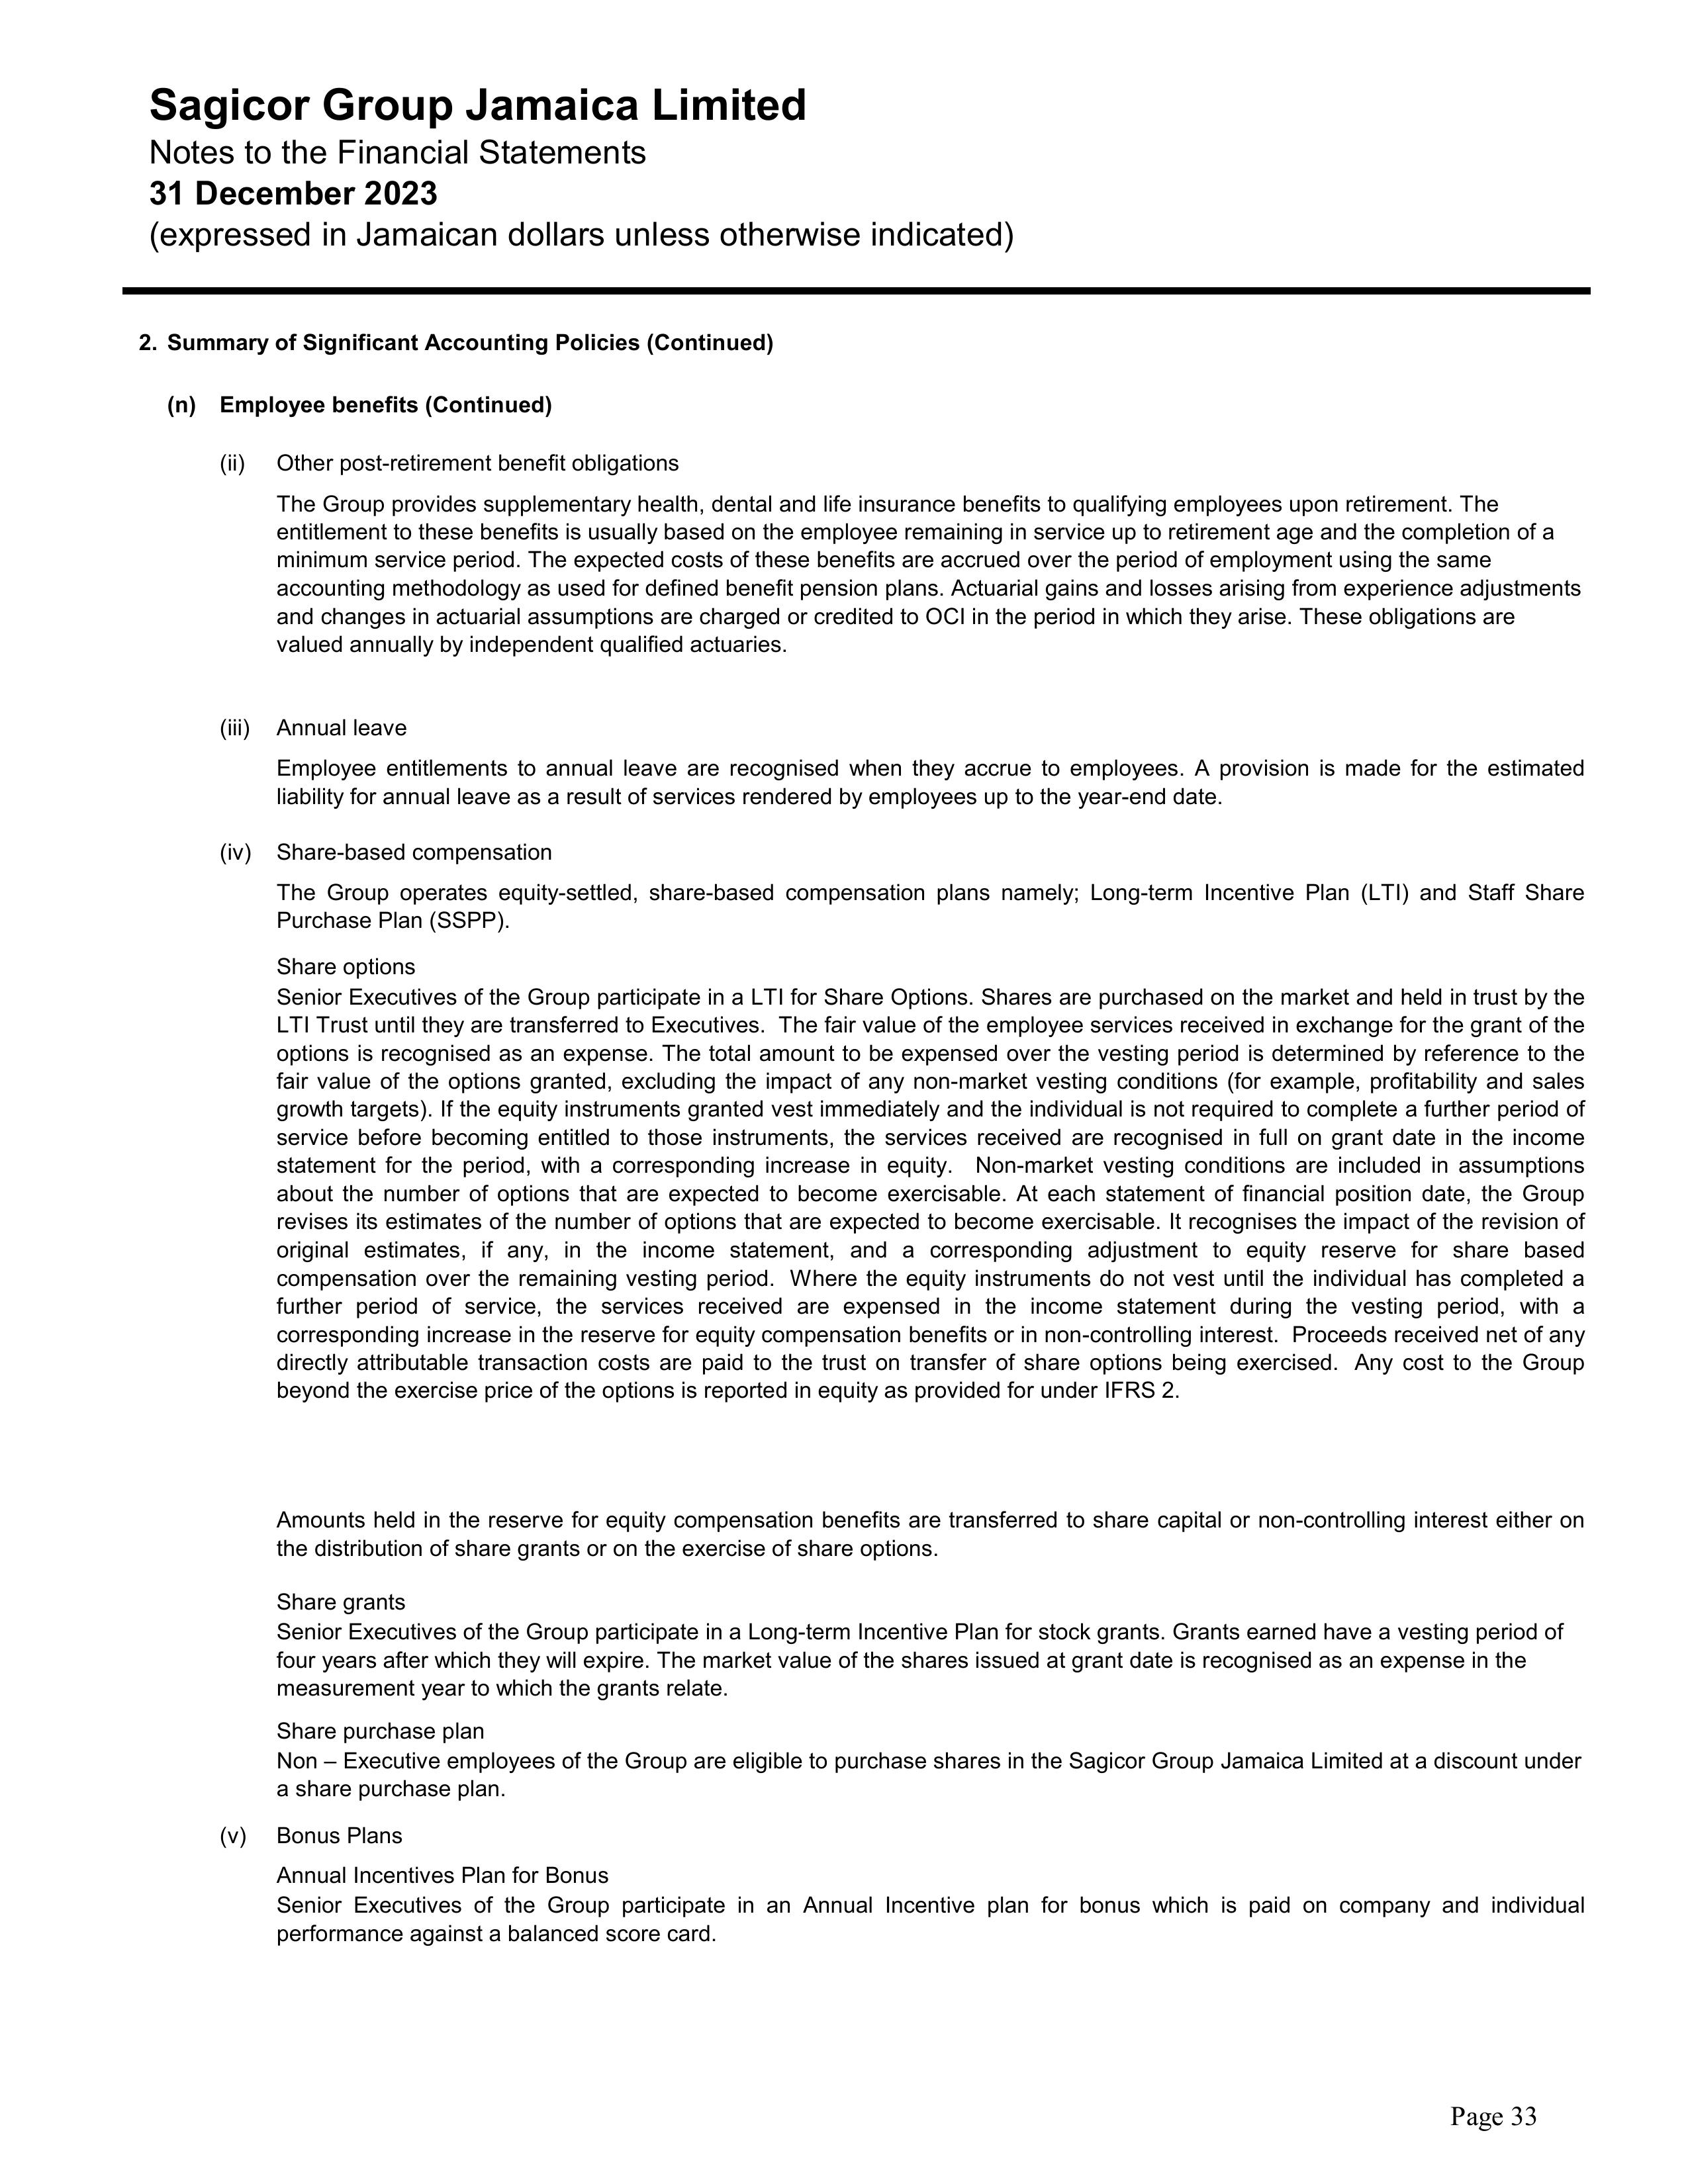 Sagicor Group Jamaica Limited
Notes to the Financial Statements
31 December 2023
(expressed in Jamaican dollars unless otherwise indicated)
2. Summary of Significant Accounting Policies (Continued)
(n) Employee benefits (Continued)
(ii) Other post-retirement benefit obligations
The Group provides supplementary health, dental and life insurance benefits to qualifying employees upon retirement. The
entitlement to these benefits is usually based on the employee remaining in service up to retirement age and the completion of a
minimum service period. The expected costs of these benefits are accrued over the period of employment using the same
accounting methodology as used for defined benefit pension plans. Actuarial gains and losses arising from experience adjustments
and changes in actuarial assumptions are charged or credited to OCI in the period in which they arise. These obligations are
valued annually by independent qualified actuaries.
(iii) Annual leave
Employee entitlements to annual leave are recognised when they accrue to employees. A provision is made for the estimated
liability for annual leave as a result of services rendered by employees up to the year-end date.
(iv) Share-based compensation
The Group operates equity-settled, share-based compensation plans namely; Long-term Incentive Plan (LTI) and Staff Share
Purchase Plan (SSPP).
Share options
Senior Executives of the Group participate in a LTI for Share Options. Shares are purchased on the market and held in trust by the
LTI Trust until they are transferred to Executives. The fair value of the employee services received in exchange for the grant of the
options is recognised as an expense. The total amount to be expensed over the vesting period is determined by reference to the
fair value of the options granted, excluding the impact of any non-market vesting conditions (for example, profitability and sales
growth targets). If the equity instruments granted vest immediately and the individual is not required to complete a further period of
service before becoming entitled to those instruments, the services received are recognised in full on grant date in the income
statement for the period, with a corresponding increase in equity. Non-market vesting conditions are included in assumptions
about the number of options that are expected to become exercisable. At each statement of financial position date, the Group
revises its estimates of the number of options that are expected to become exercisable. It recognises the impact of the revision of
original estimates, if any, in the income statement, and a corresponding adjustment to equity reserve for share based
compensation over the remaining vesting period. Where the equity instruments do not vest until the individual has completed a
further period of service, the services received are expensed in the income statement during the vesting period, with a
corresponding increase in the reserve for equity compensation benefits or in non-controlling interest. Proceeds received net of any
directly attributable transaction costs are paid to the trust on transfer of share options being exercised. Any cost to the Group
beyond the exercise price of the options is reported in equity as provided for under IFRS 2.
Amounts held in the reserve for equity compensation benefits are transferred to share capital or non-controlling interest either on
the distribution of share grants or on the exercise of share options.
Share grants
Senior Executives of the Group participate in a Long-term Incentive Plan for stock grants. Grants earned have a vesting period of
four years after which they will expire. The market value of the shares issued at grant date is recognised as an expense in the
measurement year to which the grants relate.
Share purchase plan
Non – Executive employees of the Group are eligible to purchase shares in the Sagicor Group Jamaica Limited at a discount under
a share purchase plan.
(v) Bonus Plans
Annual Incentives Plan for Bonus
Senior Executives of the Group participate in an Annual Incentive plan for bonus which is paid on company and individual
performance against a balanced score card.
Page 33